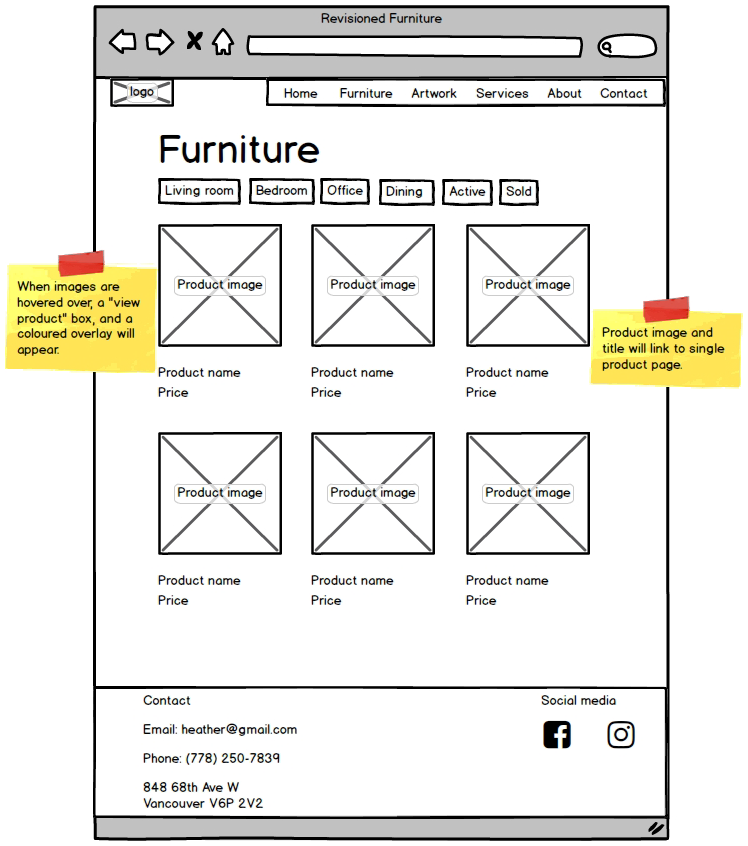 Revisioned Furniture
logo
Home Furniture Artwork Services About Contact
Furniture
Living room Bedroom Office Dining Active Sold
When images are
hovered over, a "view
product" box, and a
coloured overlay will
appear.
Product image Product image Product image
Product image and
title will link to single
product page.
Product name Product name Product name
Price Price Price
Product image Product image Product image
Product name Product name Product name
Price Price Price
Contact
Email: heather@gmail.com
Phone: (778) 250-7839
848 68th Ave W
Vancouver V6P 2V2
Social media